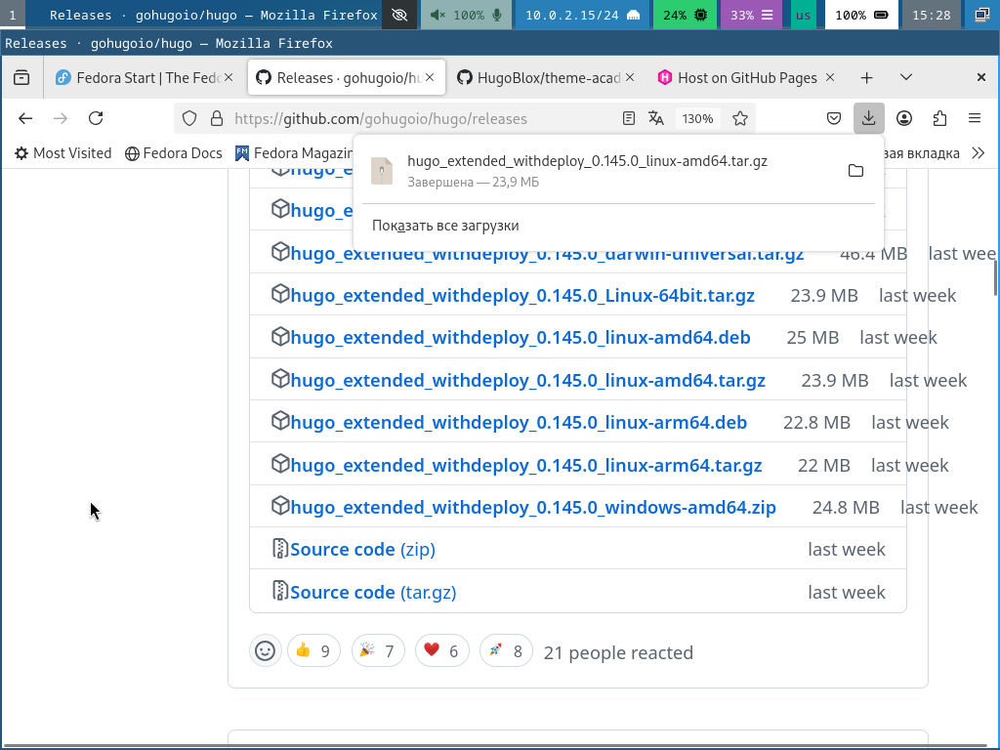 1 Releases · gohugoio/hugo — Mozilla Firefox 100% 10.0.2.15/24 24% 33% us 100% 15:28
Releases · gohugoio/hugo — Mozilla Firefox
Fedora Start | The Fed Releases · gohugoio/hu HugoBlox/theme-acad Host on GitHub Pages
https://github.com/gohugoio/hugo/releases 130%
Most Visited Fedora Docs Fedora Magazin вая вкладка
hugo_extended_withdeploy_0.145.0_linux-amd64.tar.gz
Завершена — 23,9 МБ
Показать все загрузки
hugo_e
hugo_extended_withdeploy_0.145.0_darwin-universal.tar.gz 46.4 MB last wee
hugo_extended_withdeploy_0.145.0_Linux-64bit.tar.gz 23.9 MB last week
hugo_extended_withdeploy_0.145.0_linux-amd64.deb 25 MB last week
hugo_extended_withdeploy_0.145.0_linux-amd64.tar.gz 23.9 MB last week
hugo_extended_withdeploy_0.145.0_linux-arm64.deb 22.8 MB last week
hugo_extended_withdeploy_0.145.0_linux-arm64.tar.gz 22 MB last week
hugo_extended_withdeploy_0.145.0_windows-amd64.zip 24.8 MB last week
Source code (zip) last week
Source code (tar.gz) last week
9 7 6 8 21 people reacted